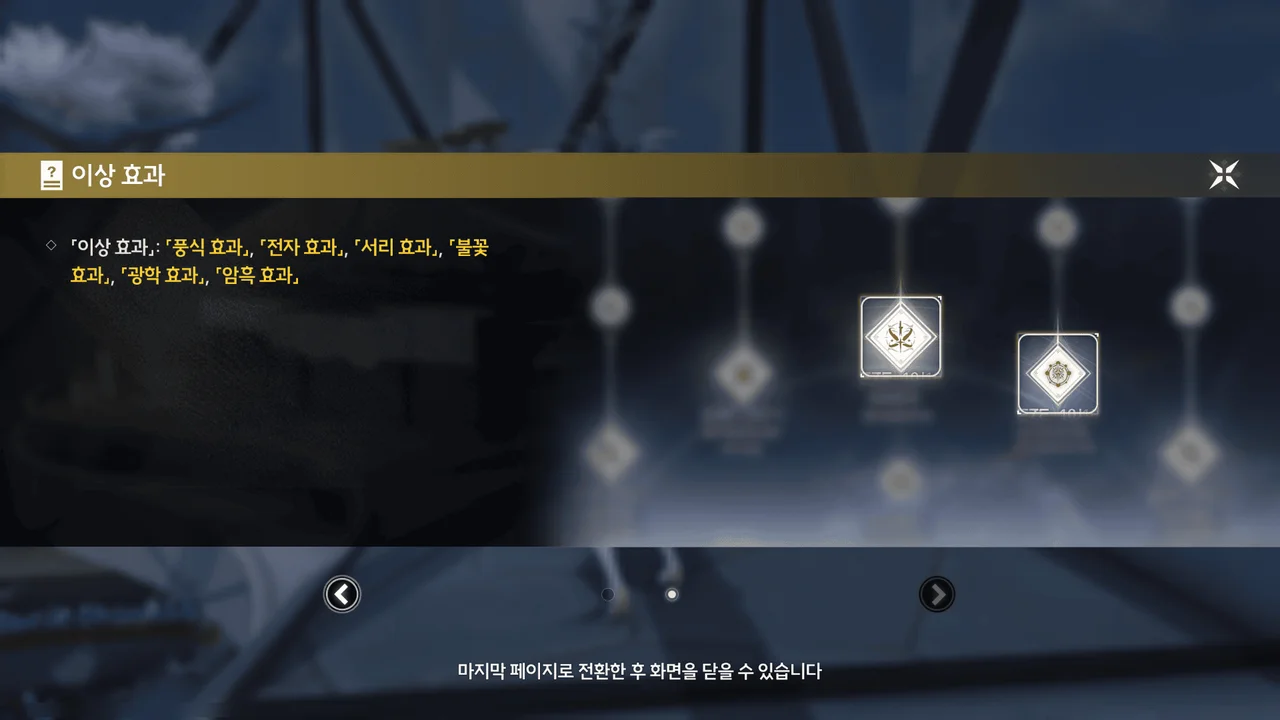 이상 효과
「이상 효과」: 「풍식 효과」, 「전자 효과」, 「서리 효과」, 「불꽃
효과」, 「광학 효과」, 「암흑 효과」
마지막 페이지로 전환한 후 화면을 닫을 수 있습니다